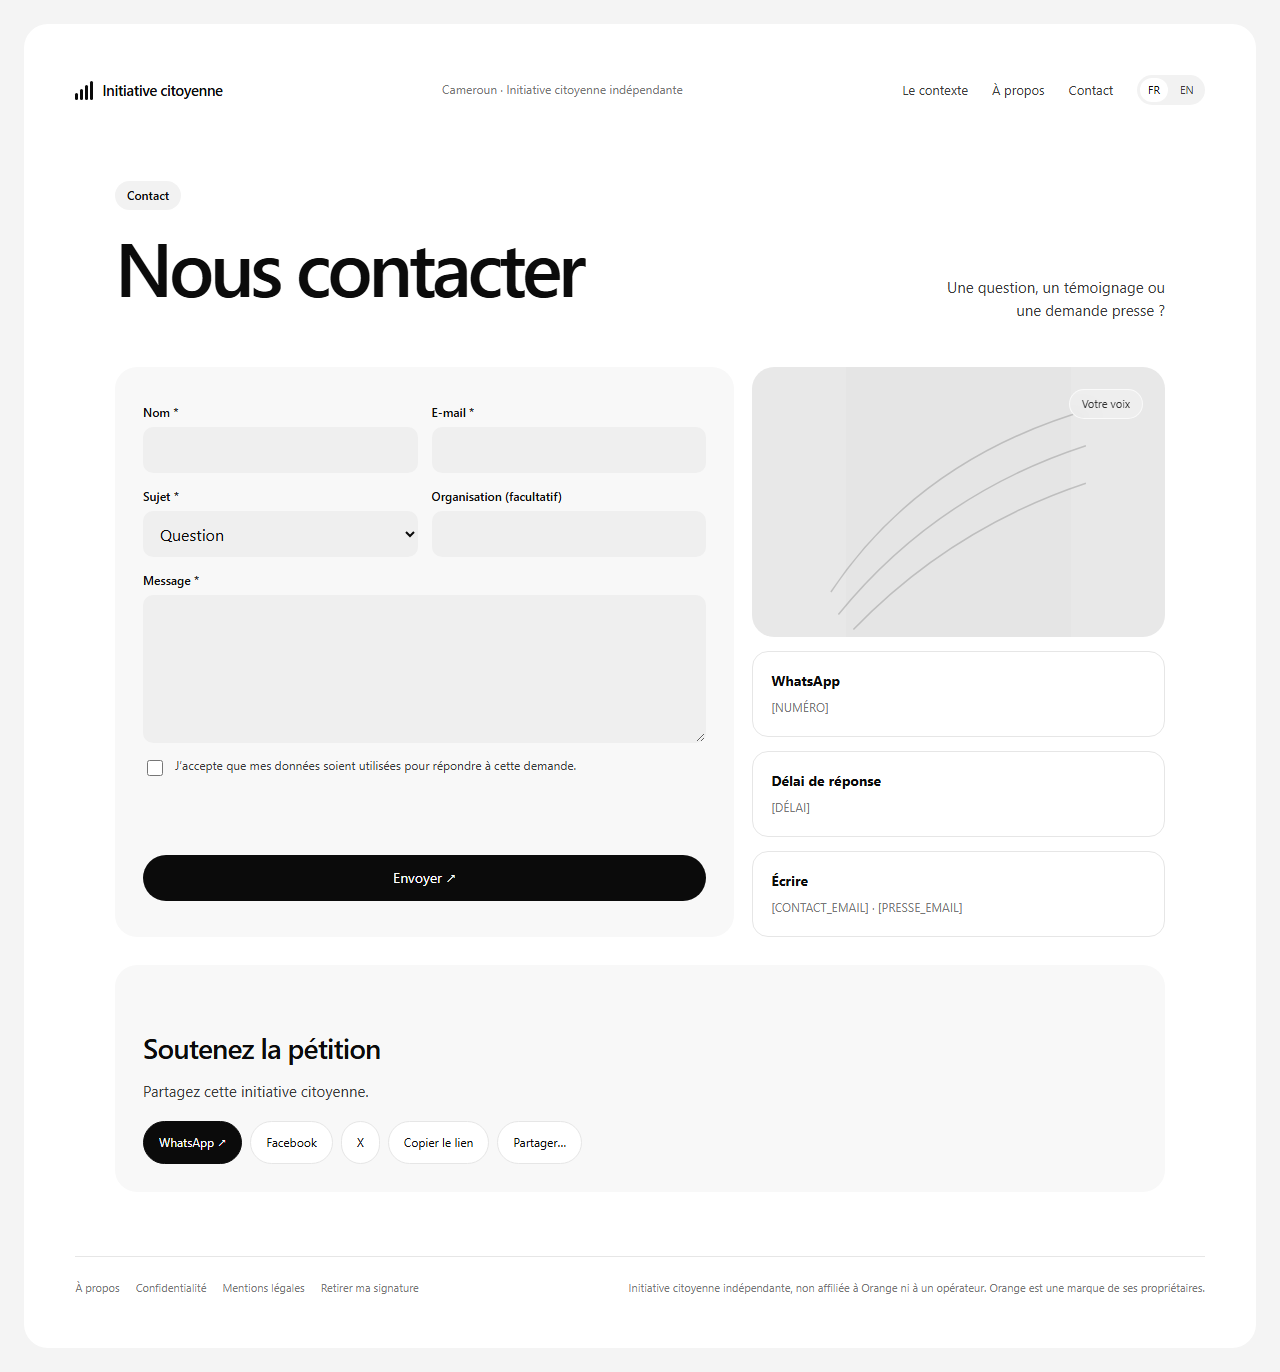 Initiative citoyenne
Cameroun · Initiative citoyenne indépendante
Le contexte
À propos
Contact
FR
EN
Contact
Nous contacter
Une question, un témoignage ou
une demande presse ?
Nom *
E-mail *
Sujet *
Organisation (facultatif)
Question
Message *
J'accepte que mes données soient utilisées pour répondre à cette demande.
Envoyer ↗
Votre voix
WhatsApp
[NUMÉRO]
Délai de réponse
[DÉLAI]
Écrire
[CONTACT_EMAIL] · [PRESSE_EMAIL]
Soutenez la pétition
Partagez cette initiative citoyenne.
WhatsApp ↗
Facebook
X
Copier le lien
Partager…
À propos
Confidentialité
Mentions légales
Retirer ma signature
Initiative citoyenne indépendante, non affiliée à Orange ni à un opérateur. Orange est une marque de ses propriétaires.